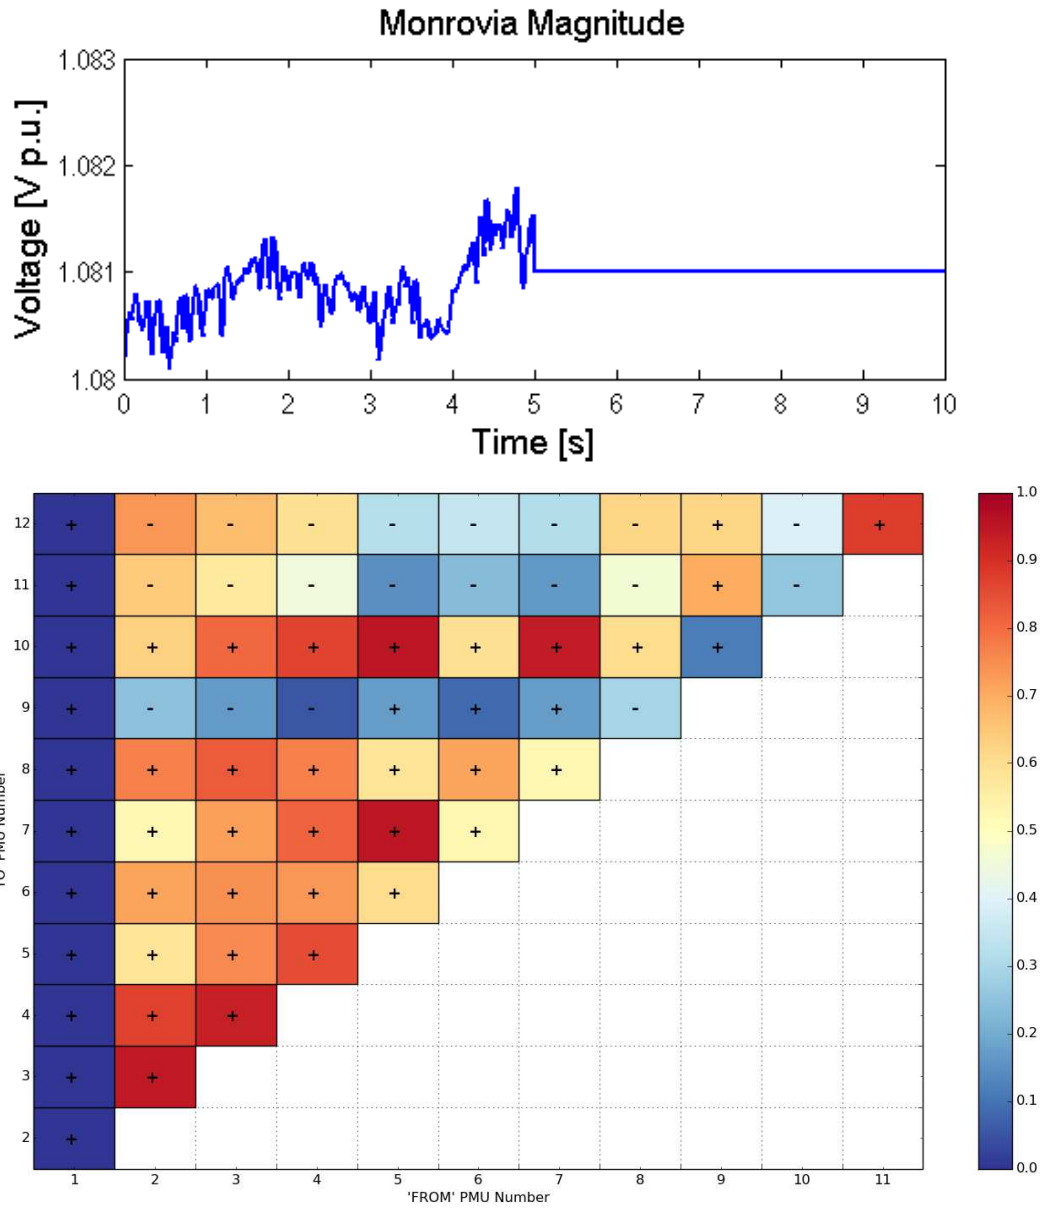 Monrovia Magnitude
1.083
1.082
1.081
1.08
Voltage [V p.u.]
0 1 2 3 4 5 6 7 8 9 10
Time [s]
12 + - - - - - - - + - +
11 + - - - - - - - + -
10 + + + + + + + + +
9 + - - - + + + -
8 + + + + + + +
7 + + + + + +
6 + + + + +
5 + + + +
4 + + +
3 + +
2 +
PMU Number
1 2 3 4 5 6 7 8 9 10 11
'FROM' PMU Number
1.0
0.9
0.8
0.7
0.6
0.5
0.4
0.3
0.2
0.1
0.0